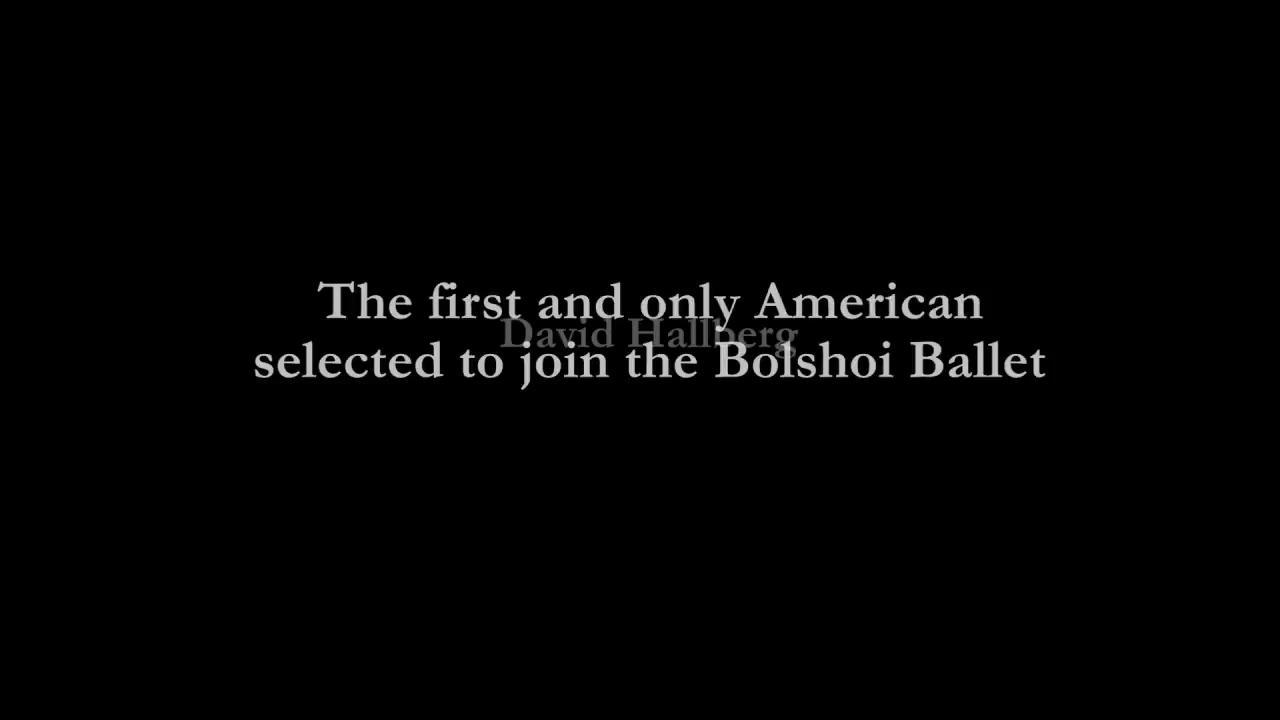 The first and only American
David Hallberg
selected to join the Bolshoi Ballet